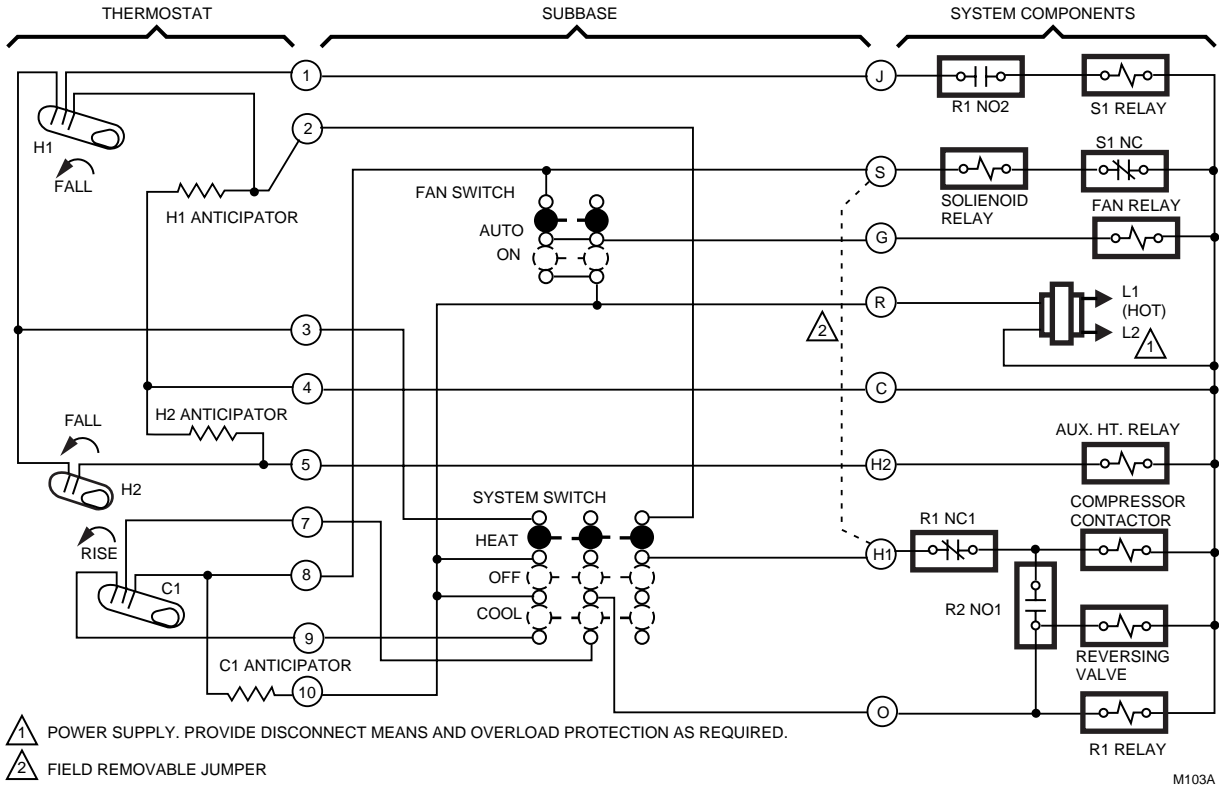 THERMOSTAT
SUBBASE
SYSTEM COMPONENTS
1
J
R1 NO2
S1 RELAY
H1
FALL
2
S1 NC
S
SOLIENOID
RELAY
FAN RELAY
H1 ANTICIPATOR
FAN SWITCH
AUTO
ON
G
R
L1
(HOT)
L2
1
2
3
4
C
H2 ANTICIPATOR
FALL
H2
5
H2
AUX. HT. RELAY
SYSTEM SWITCH
HEAT
OFF
COOL
7
RISE
C1
8
9
C1 ANTICIPATOR
10
H1
R1 NC1
COMPRESSOR
CONTACTOR
R2 NO1
REVERSING
VALVE
O
R1 RELAY
1 POWER SUPPLY. PROVIDE DISCONNECT MEANS AND OVERLOAD PROTECTION AS REQUIRED.
2 FIELD REMOVABLE JUMPER
M103A